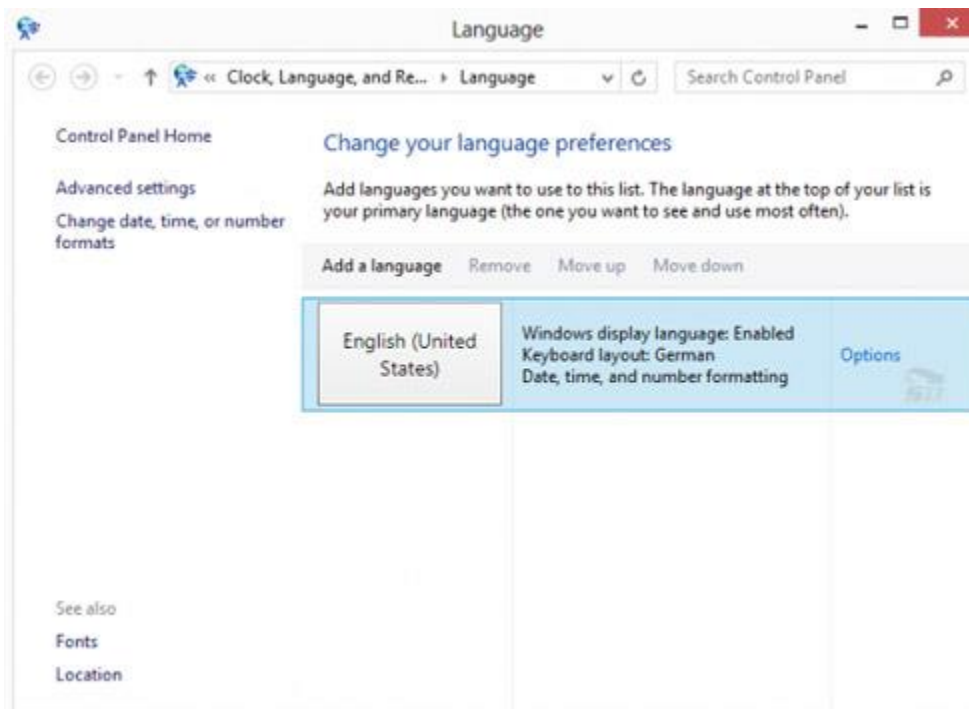 Language
« Clock, Language, and Re... Language
Search Control Panel
Control Panel Home
Advanced settings
Change date, time, or number
formats
See also
Fonts
Location
Change your language preferences
Add languages you want to use to this list. The language at the top of your list is
your primary language (the one you want to see and use most often).
Add a language Remove Move up Move down
English (United
States)
Windows display language: Enabled
Keyboard layout: German
Date, time, and number formatting
Options